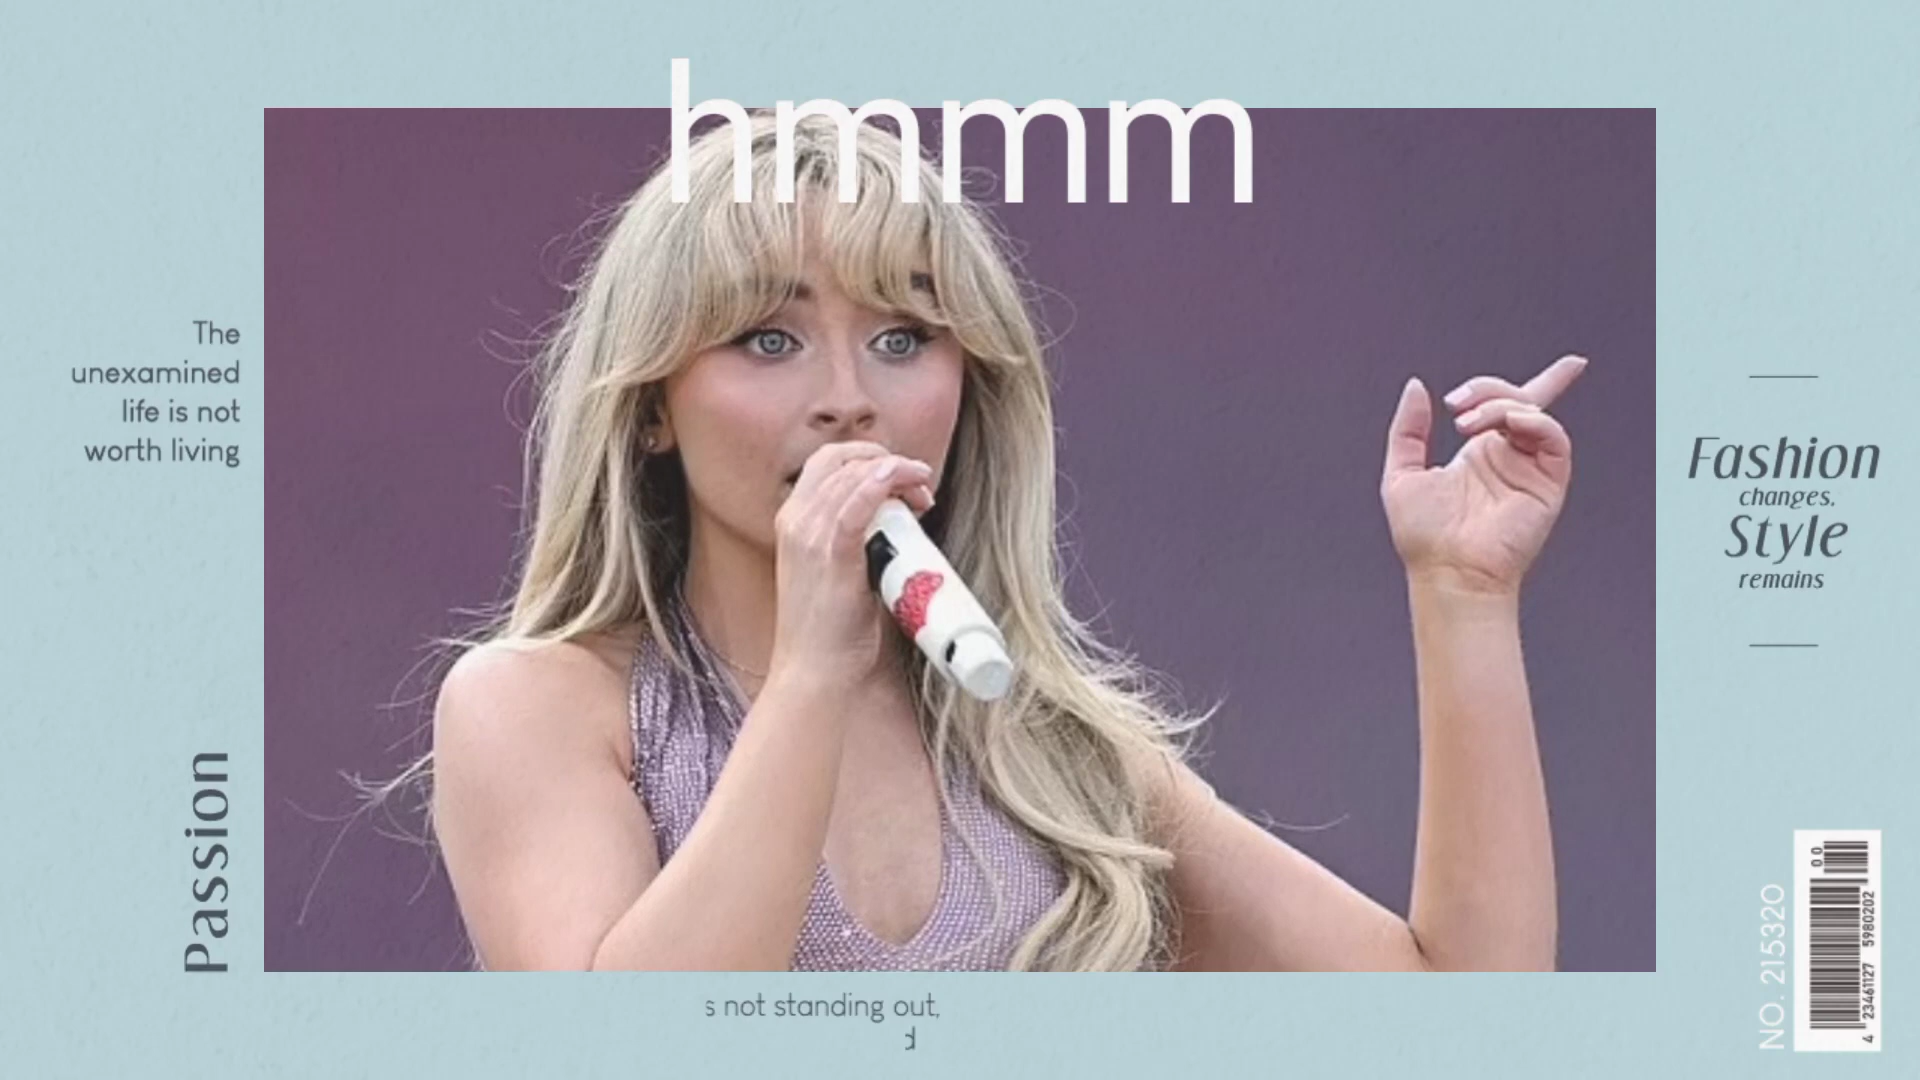 hmmm
The
unexamined
life is not
worth living
Passion
Fashion
changes.
Style
remains
s not standing out,
NO. 215320
00
4 23461127 5980202